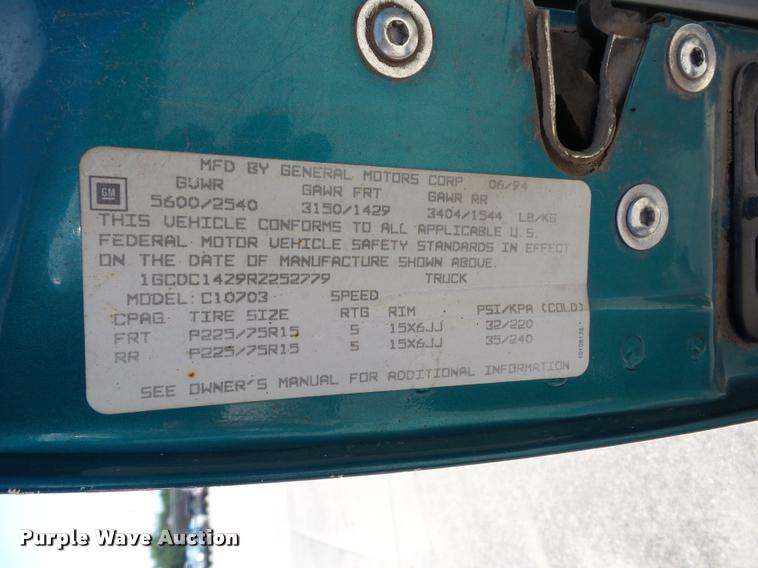 MFD BY GENERAL MOTORS CORP 06/94
GM
GVWR GAWR FRT GAWR RR
5600/2540 3150/1429 3404/1544 LB/KG
THIS VEHICLE CONFORMS TO ALL APPLICABLE U.S.
FEDERAL MOTOR VEHICLE SAFETY STANDARDS IN EFFECT
ON THE DATE OF MANUFACTURE SHOWN ABOVE.
1GCDC1429RZ252779 TRUCK
MODEL: C10703 SPEED
CPAG TIRE SIZE RTG RIM PSI/KPA (COLD)
FRT P225/75R15 S 15X6JJ 32/220
RR P225/75R15 S 15X6JJ 35/240
SEE OWNER'S MANUAL FOR ADDITIONAL INFORMATION
Purple Wave Auction